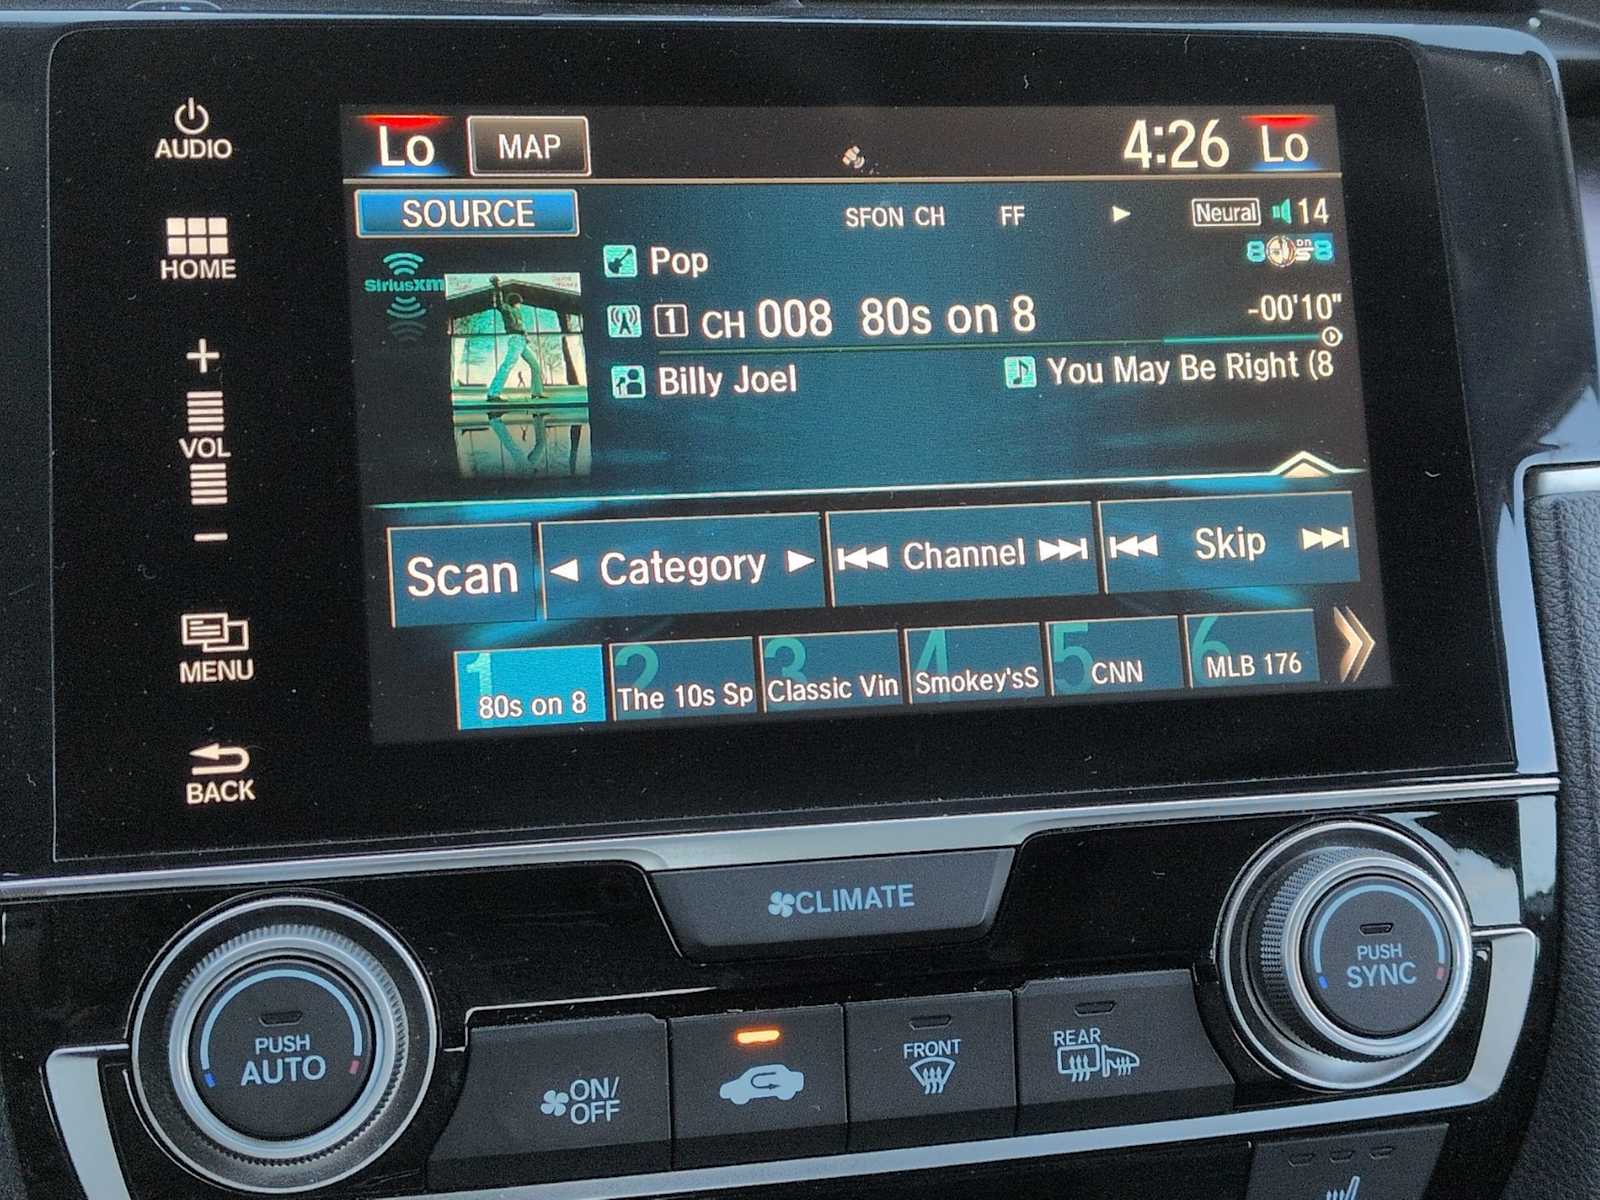 AUDIO
HOME
VOL
MENU
BACK
Lo MAP 4:26 Lo
SOURCE SFON CH FF Neural 14
SiriusXM Pop
1 CH 008 80s on 8 -00'10"
Billy Joel You May Be Right (8
Scan Category Channel Skip
1 2 3 4 5 6
80s on 8 The 10s Sp Classic Vin Smokey'sS CNN MLB 176
CLIMATE
PUSH
AUTO
PUSH
SYNC
ON/
OFF
FRONT
REAR